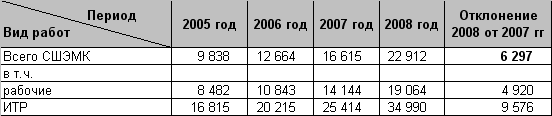 Период
Вид работ
2005 год 2006 год 2007 год 2008 год Отклонение 2008 от 2007 гг
Всего СШЭМК 9 838 12 664 16 615 22 912 6 297
в т.ч.
рабочие 8 482 10 843 14 144 19 064 4 920
ИТР 16 815 20 215 25 414 34 990 9 576